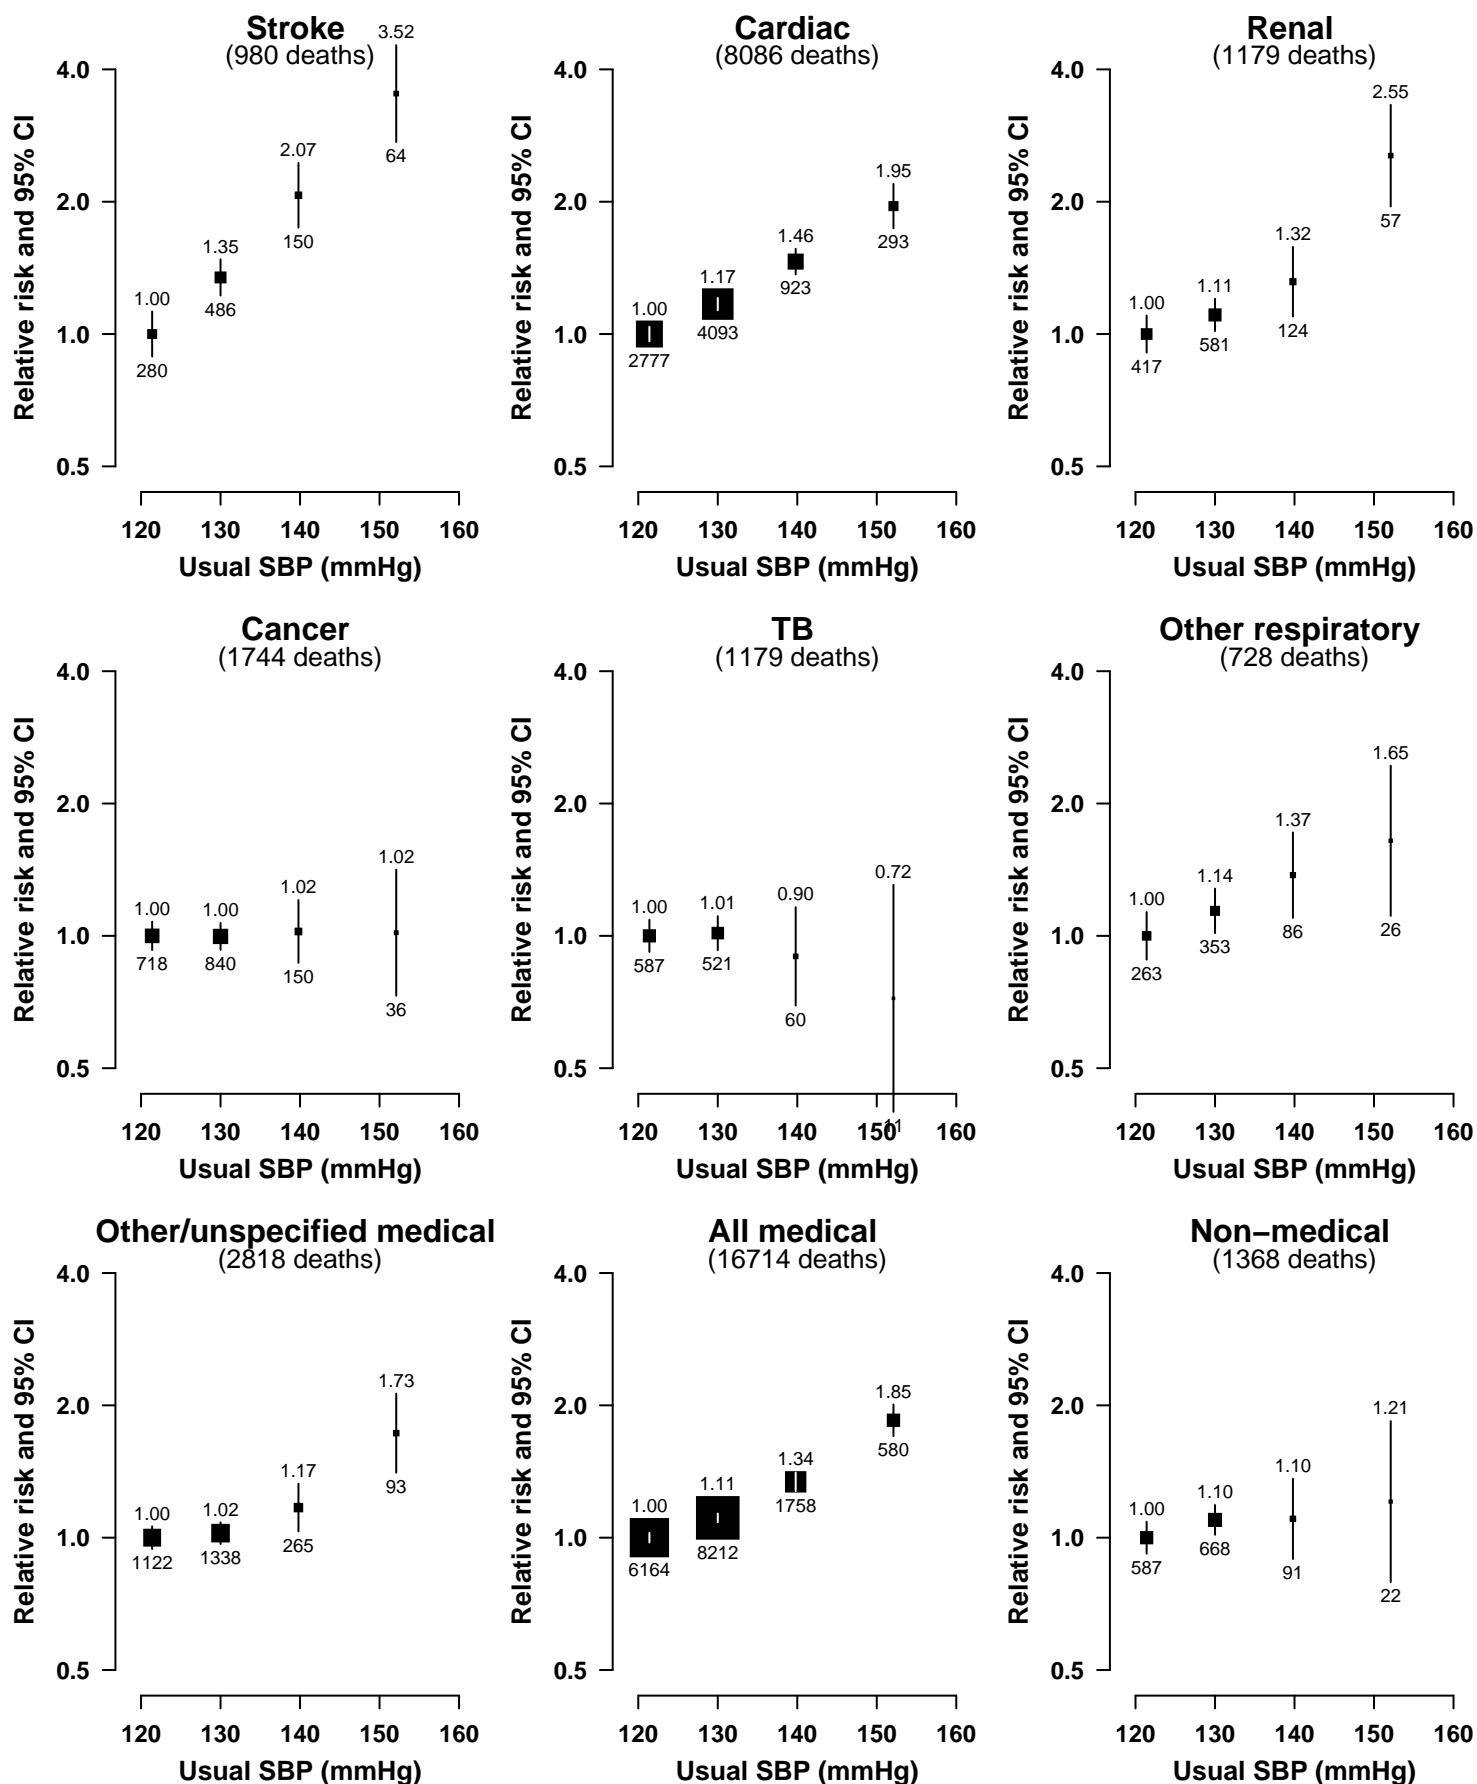 Stroke
(980 deaths)
Relative risk and 95% CI
4.0
2.0
1.0
0.5
1.00
280
1.35
486
2.07
150
3.52
64
120 130 140 150 160
Usual SBP (mmHg)
Cardiac
(8086 deaths)
Relative risk and 95% CI
4.0
2.0
1.0
0.5
1.00
2777
1.17
4093
1.46
923
1.95
293
120 130 140 150 160
Usual SBP (mmHg)
Renal
(1179 deaths)
Relative risk and 95% CI
4.0
2.0
1.0
0.5
1.00
417
1.11
581
1.32
124
2.55
57
120 130 140 150 160
Usual SBP (mmHg)
Cancer
(1744 deaths)
Relative risk and 95% CI
4.0
2.0
1.0
0.5
1.00
718
1.00
840
1.02
150
1.02
36
120 130 140 150 160
Usual SBP (mmHg)
TB
(1179 deaths)
Relative risk and 95% CI
4.0
2.0
1.0
0.5
1.00
587
1.01
521
0.90
60
0.72
11
120 130 140 150 160
Usual SBP (mmHg)
Other respiratory
(728 deaths)
Relative risk and 95% CI
4.0
2.0
1.0
0.5
1.00
263
1.14
353
1.37
86
1.65
26
120 130 140 150 160
Usual SBP (mmHg)
Other/unspecified medical
(2818 deaths)
Relative risk and 95% CI
4.0
2.0
1.0
0.5
1.00
1122
1.02
1338
1.17
265
1.73
93
120 130 140 150 160
Usual SBP (mmHg)
All medical
(16714 deaths)
Relative risk and 95% CI
4.0
2.0
1.0
0.5
1.00
6164
1.11
8212
1.34
1758
1.85
580
120 130 140 150 160
Usual SBP (mmHg)
Non−medical
(1368 deaths)
Relative risk and 95% CI
4.0
2.0
1.0
0.5
1.00
587
1.10
668
1.10
91
1.21
22
120 130 140 150 160
Usual SBP (mmHg)